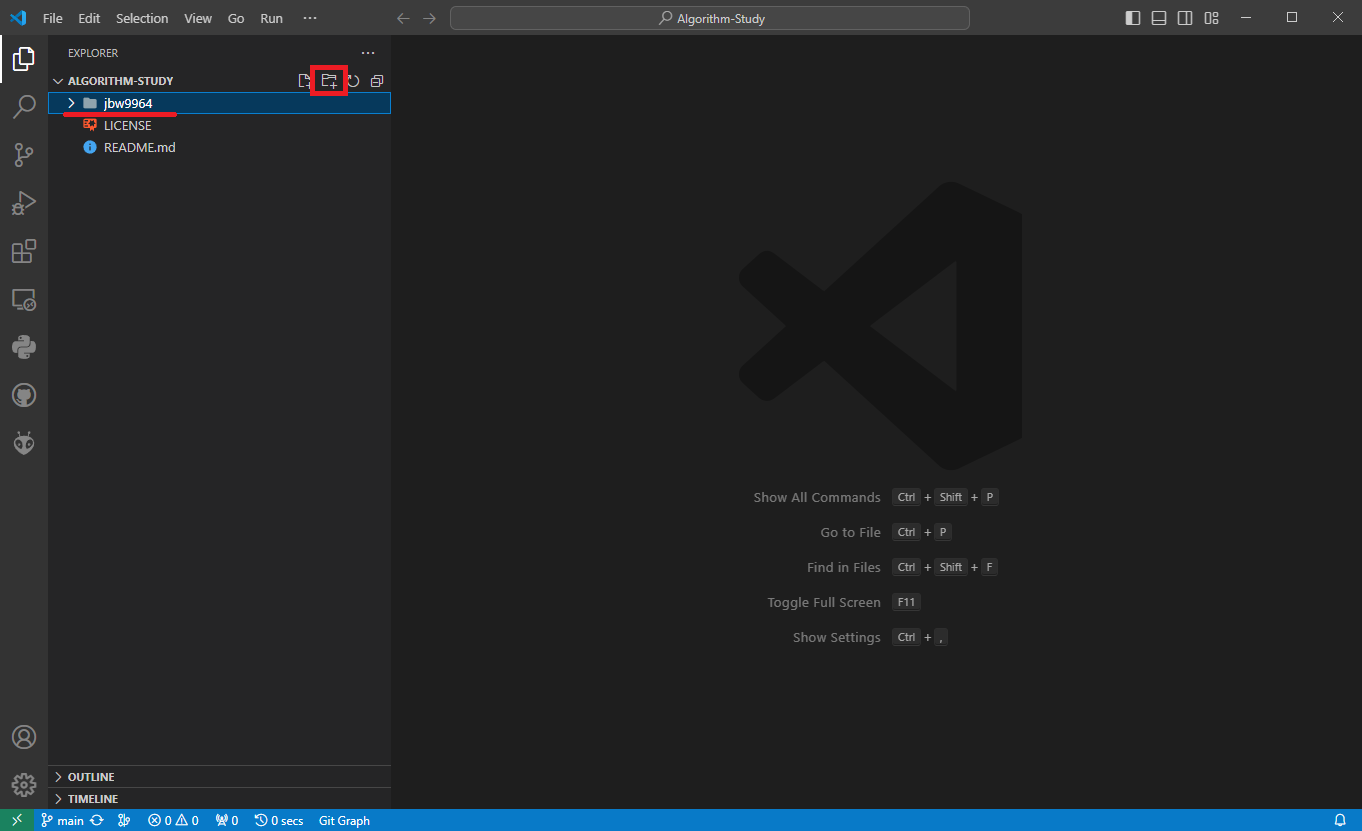 File Edit Selection View Go Run ··· Algorithm-Study
EXPLORER ···
ALGORITHM-STUDY
jbw9964
LICENSE
README.md
Show All Commands Ctrl + Shift + P
Go to File Ctrl + P
Find in Files Ctrl + Shift + F
Toggle Full Screen F11
Show Settings Ctrl + ,
OUTLINE
TIMELINE
main 0 0 0 0 secs Git Graph